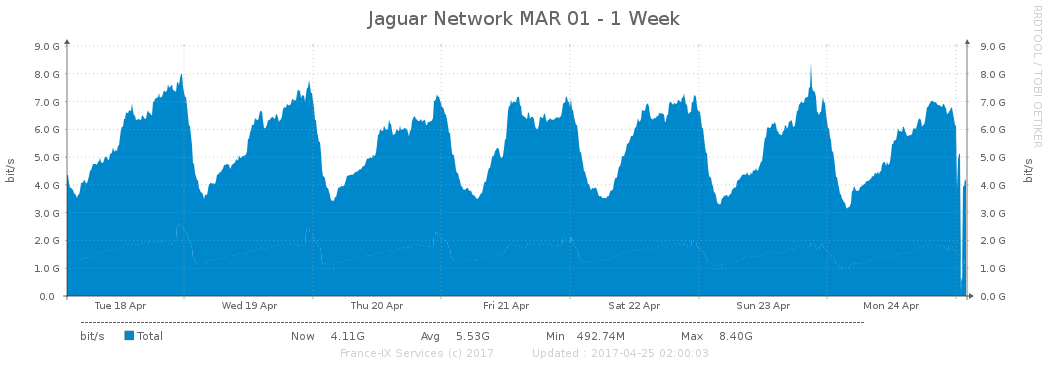 Jaguar Network MAR 01 - 1 Week
RRDTOOL / TOBI OETIKER
9.0 G 9.0 G
8.0 G 8.0 G
7.0 G 7.0 G
6.0 G 6.0 G
5.0 G 5.0 G
4.0 G 4.0 G
3.0 G 3.0 G
2.0 G 2.0 G
1.0 G 1.0 G
0.0 0.0 G
bit/s
bit/s
Tue 18 Apr Wed 19 Apr Thu 20 Apr Fri 21 Apr Sat 22 Apr Sun 23 Apr Mon 24 Apr
bit/s Total Now 4.11G Avg 5.53G Min 492.74M Max 8.40G
France-IX Services (c) 2017 Updated : 2017-04-25 02:00:03